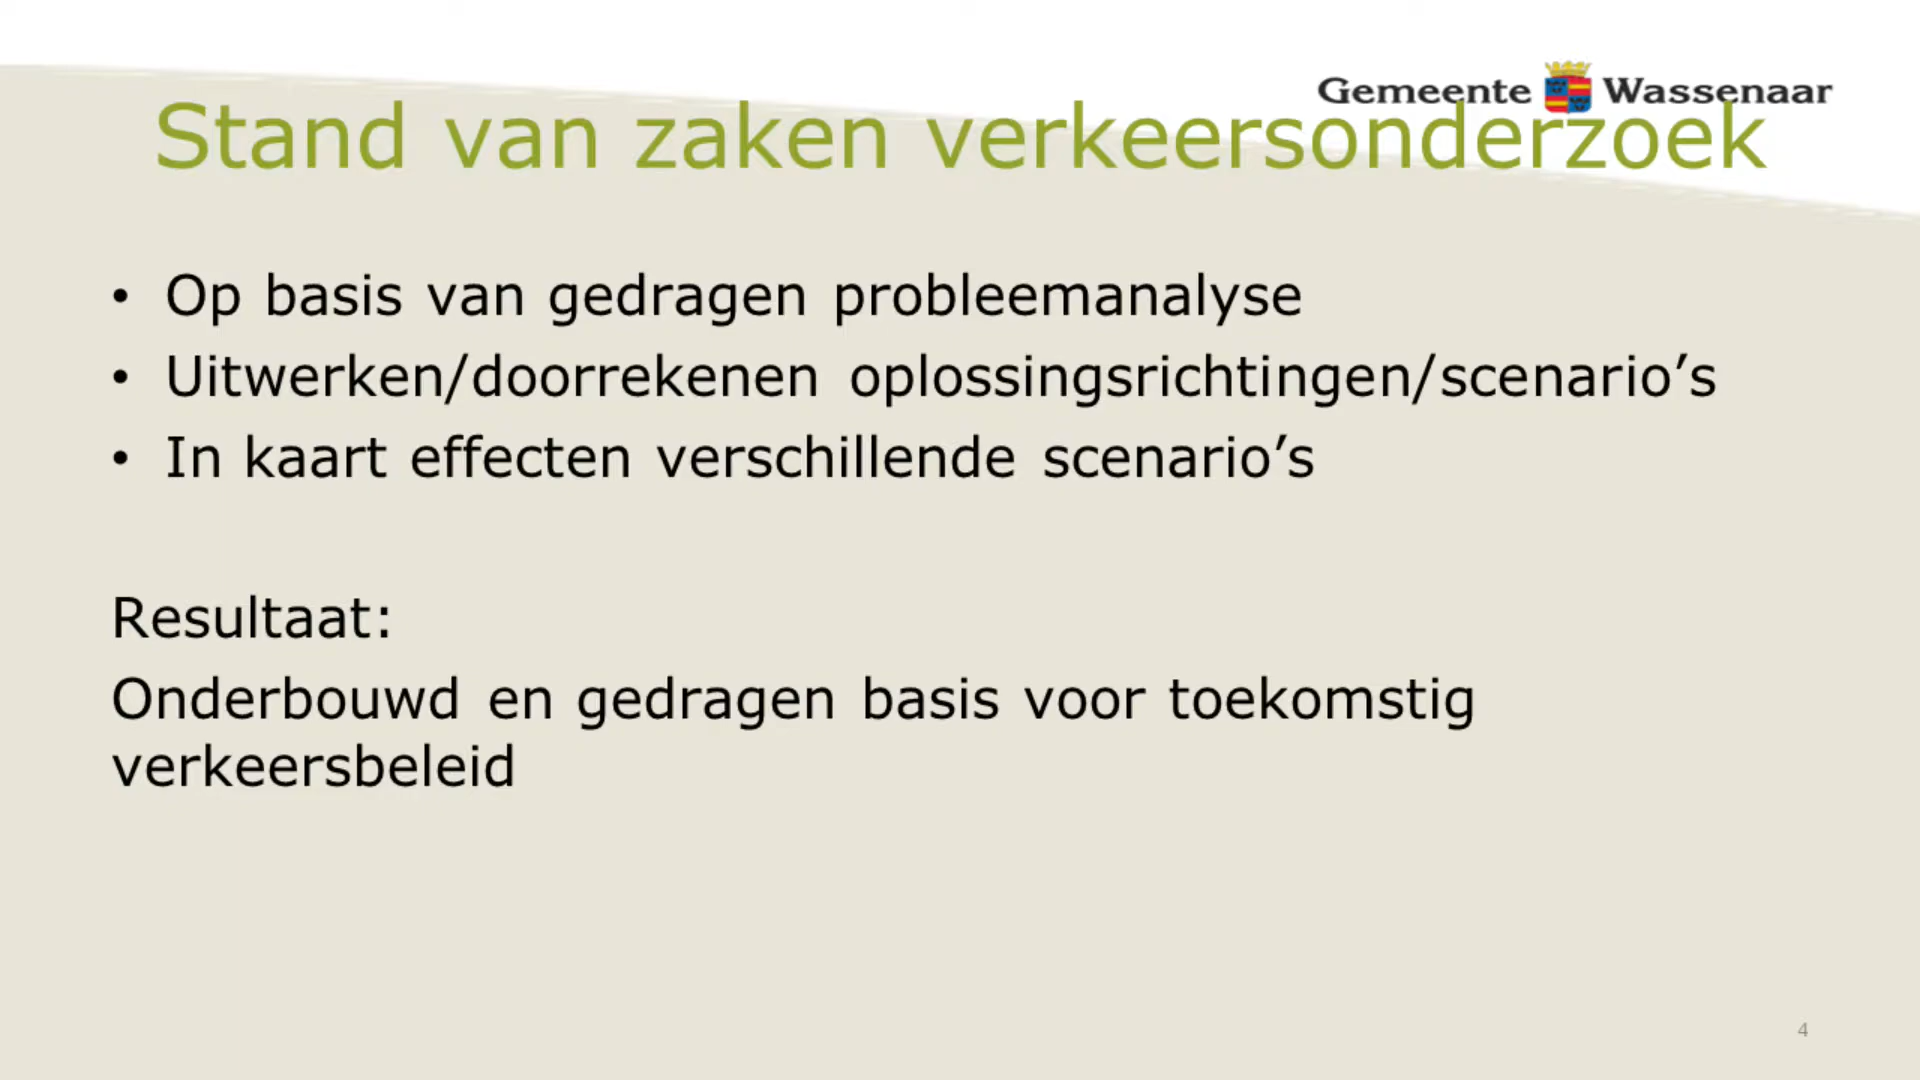 Gemeente Wassenaar
Stand van zaken verkeersonderzoek
• Op basis van gedragen probleemanalyse
• Uitwerken/doorrekenen oplossingsrichtingen/scenario’s
• In kaart effecten verschillende scenario’s
Resultaat:
Onderbouwd en gedragen basis voor toekomstig
verkeersbeleid
4